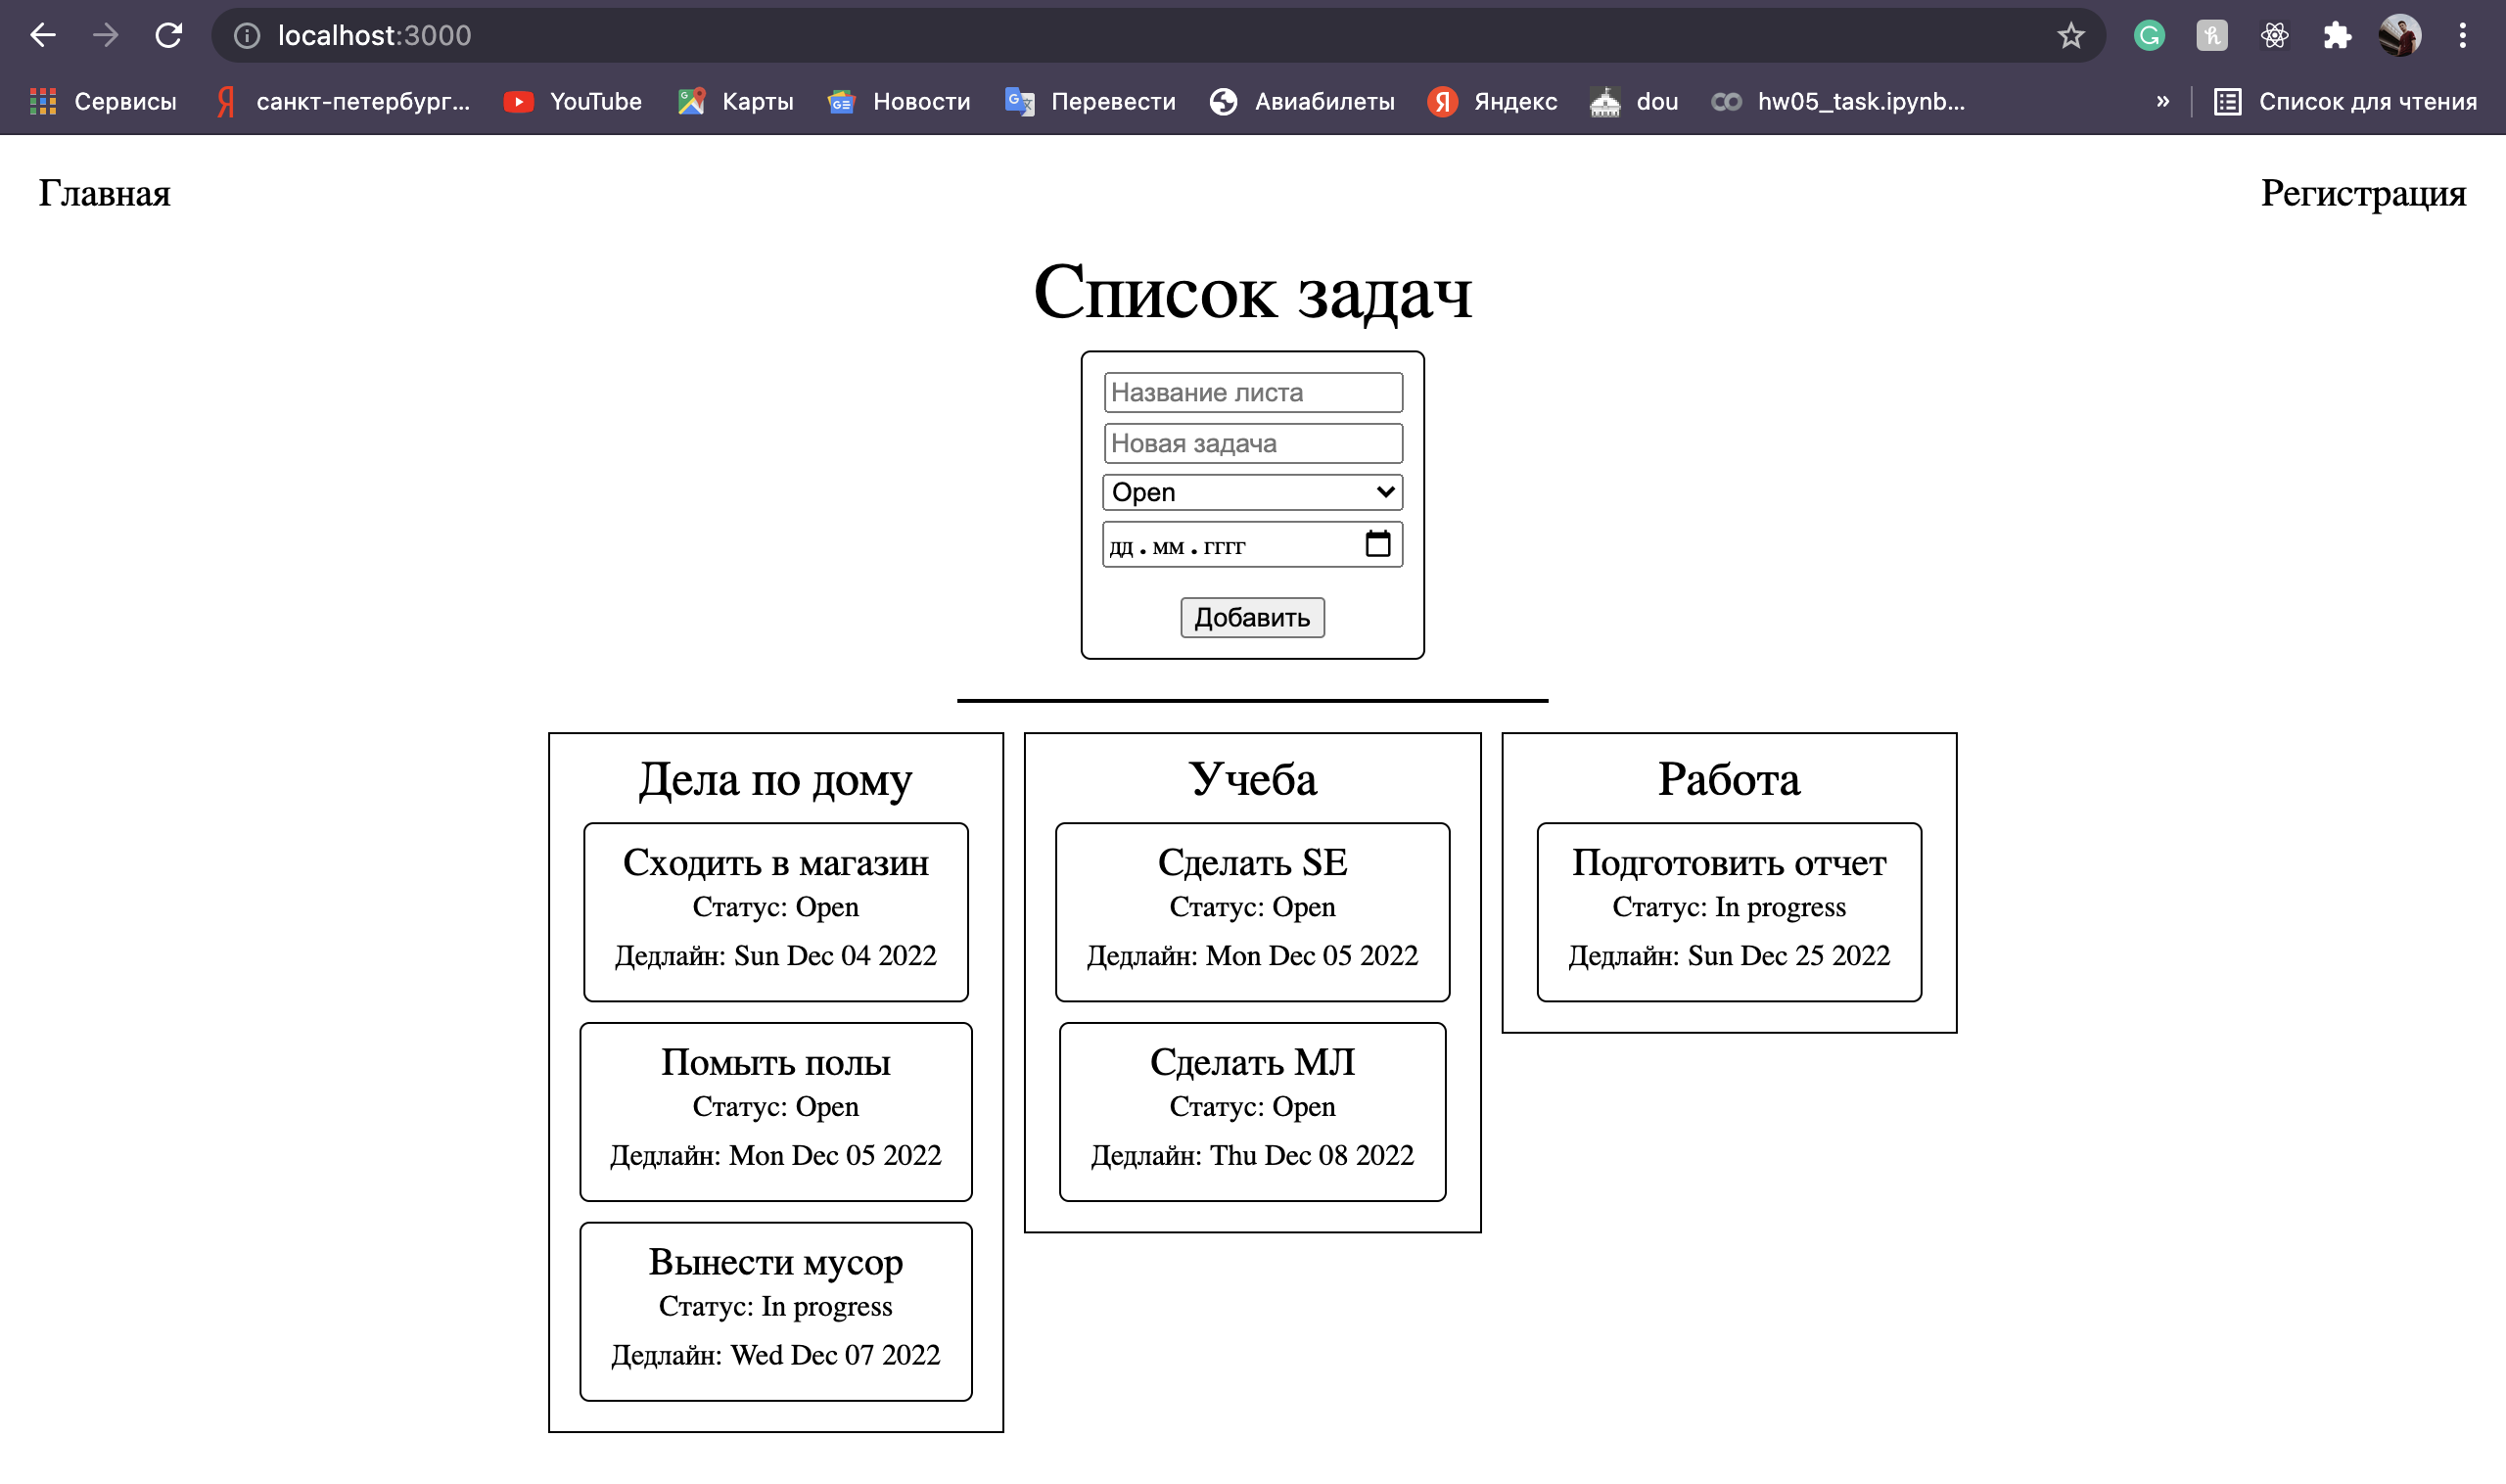 localhost:3000
Сервисы санкт-петербург... YouTube Карты Новости Перевести Авиабилеты Яндекс dou hw05_task.ipynb... » Список для чтения
Главная Регистрация
Список задач
Название листа
Новая задача
Open
дд.мм.гггг
Добавить
Дела по дому
Сходить в магазин
Статус: Open
Дедлайн: Sun Dec 04 2022
Помыть полы
Статус: Open
Дедлайн: Mon Dec 05 2022
Вынести мусор
Статус: In progress
Дедлайн: Wed Dec 07 2022
Учеба
Сделать SE
Статус: Open
Дедлайн: Mon Dec 05 2022
Сделать МЛ
Статус: Open
Дедлайн: Thu Dec 08 2022
Работа
Подготовить отчет
Статус: In progress
Дедлайн: Sun Dec 25 2022